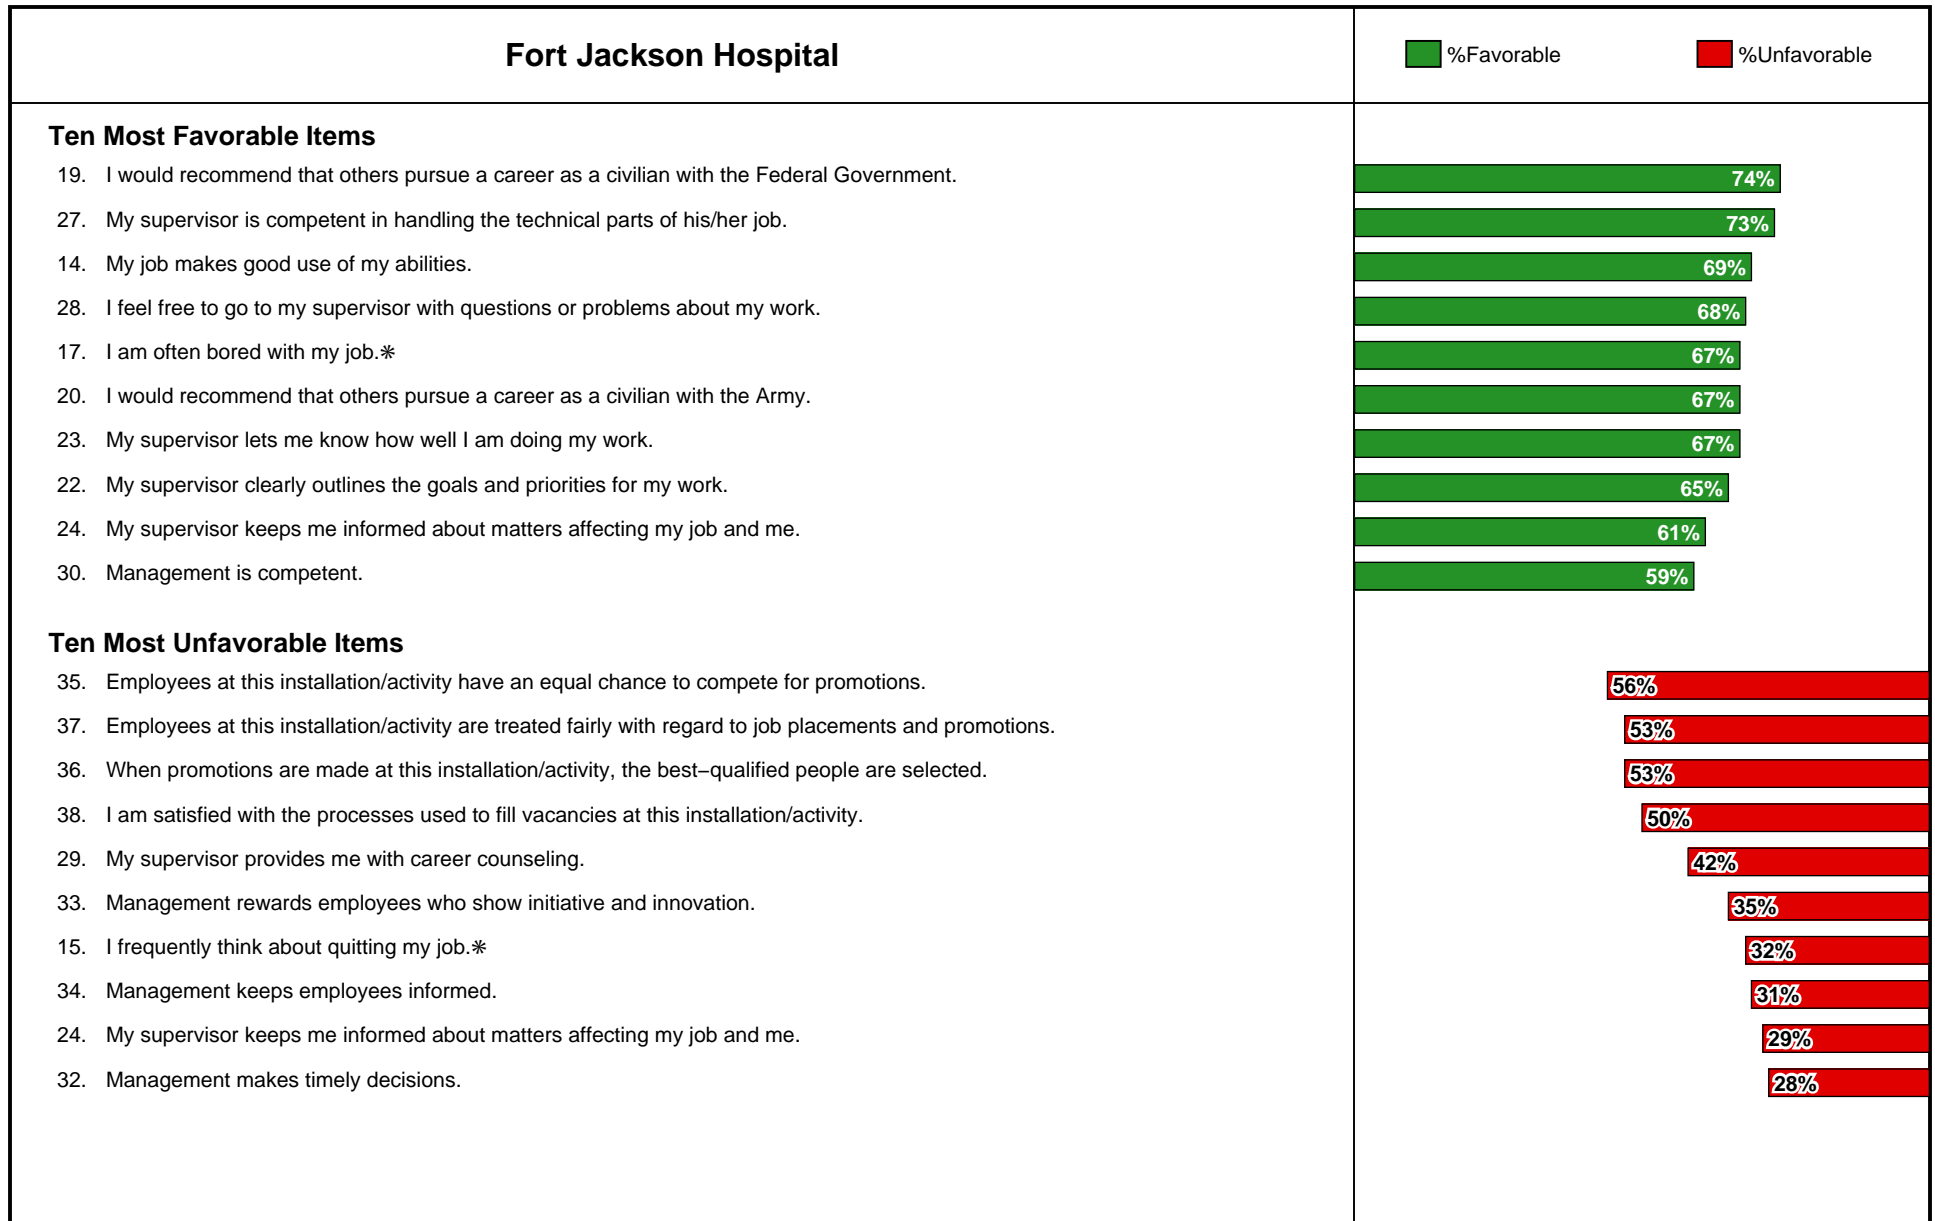 Fort Jackson Hospital
%Favorable %Unfavorable
Ten Most Favorable Items
19. I would recommend that others pursue a career as a civilian with the Federal Government. 74%
27. My supervisor is competent in handling the technical parts of his/her job. 73%
14. My job makes good use of my abilities. 69%
28. I feel free to go to my supervisor with questions or problems about my work. 68%
17. I am often bored with my job.❋ 67%
20. I would recommend that others pursue a career as a civilian with the Army. 67%
23. My supervisor lets me know how well I am doing my work. 67%
22. My supervisor clearly outlines the goals and priorities for my work. 65%
24. My supervisor keeps me informed about matters affecting my job and me. 61%
30. Management is competent. 59%
Ten Most Unfavorable Items
35. Employees at this installation/activity have an equal chance to compete for promotions. 56%
37. Employees at this installation/activity are treated fairly with regard to job placements and promotions. 53%
36. When promotions are made at this installation/activity, the best−qualified people are selected. 53%
38. I am satisfied with the processes used to fill vacancies at this installation/activity. 50%
29. My supervisor provides me with career counseling. 42%
33. Management rewards employees who show initiative and innovation. 35%
15. I frequently think about quitting my job.❋ 32%
34. Management keeps employees informed. 31%
24. My supervisor keeps me informed about matters affecting my job and me. 29%
32. Management makes timely decisions. 28%